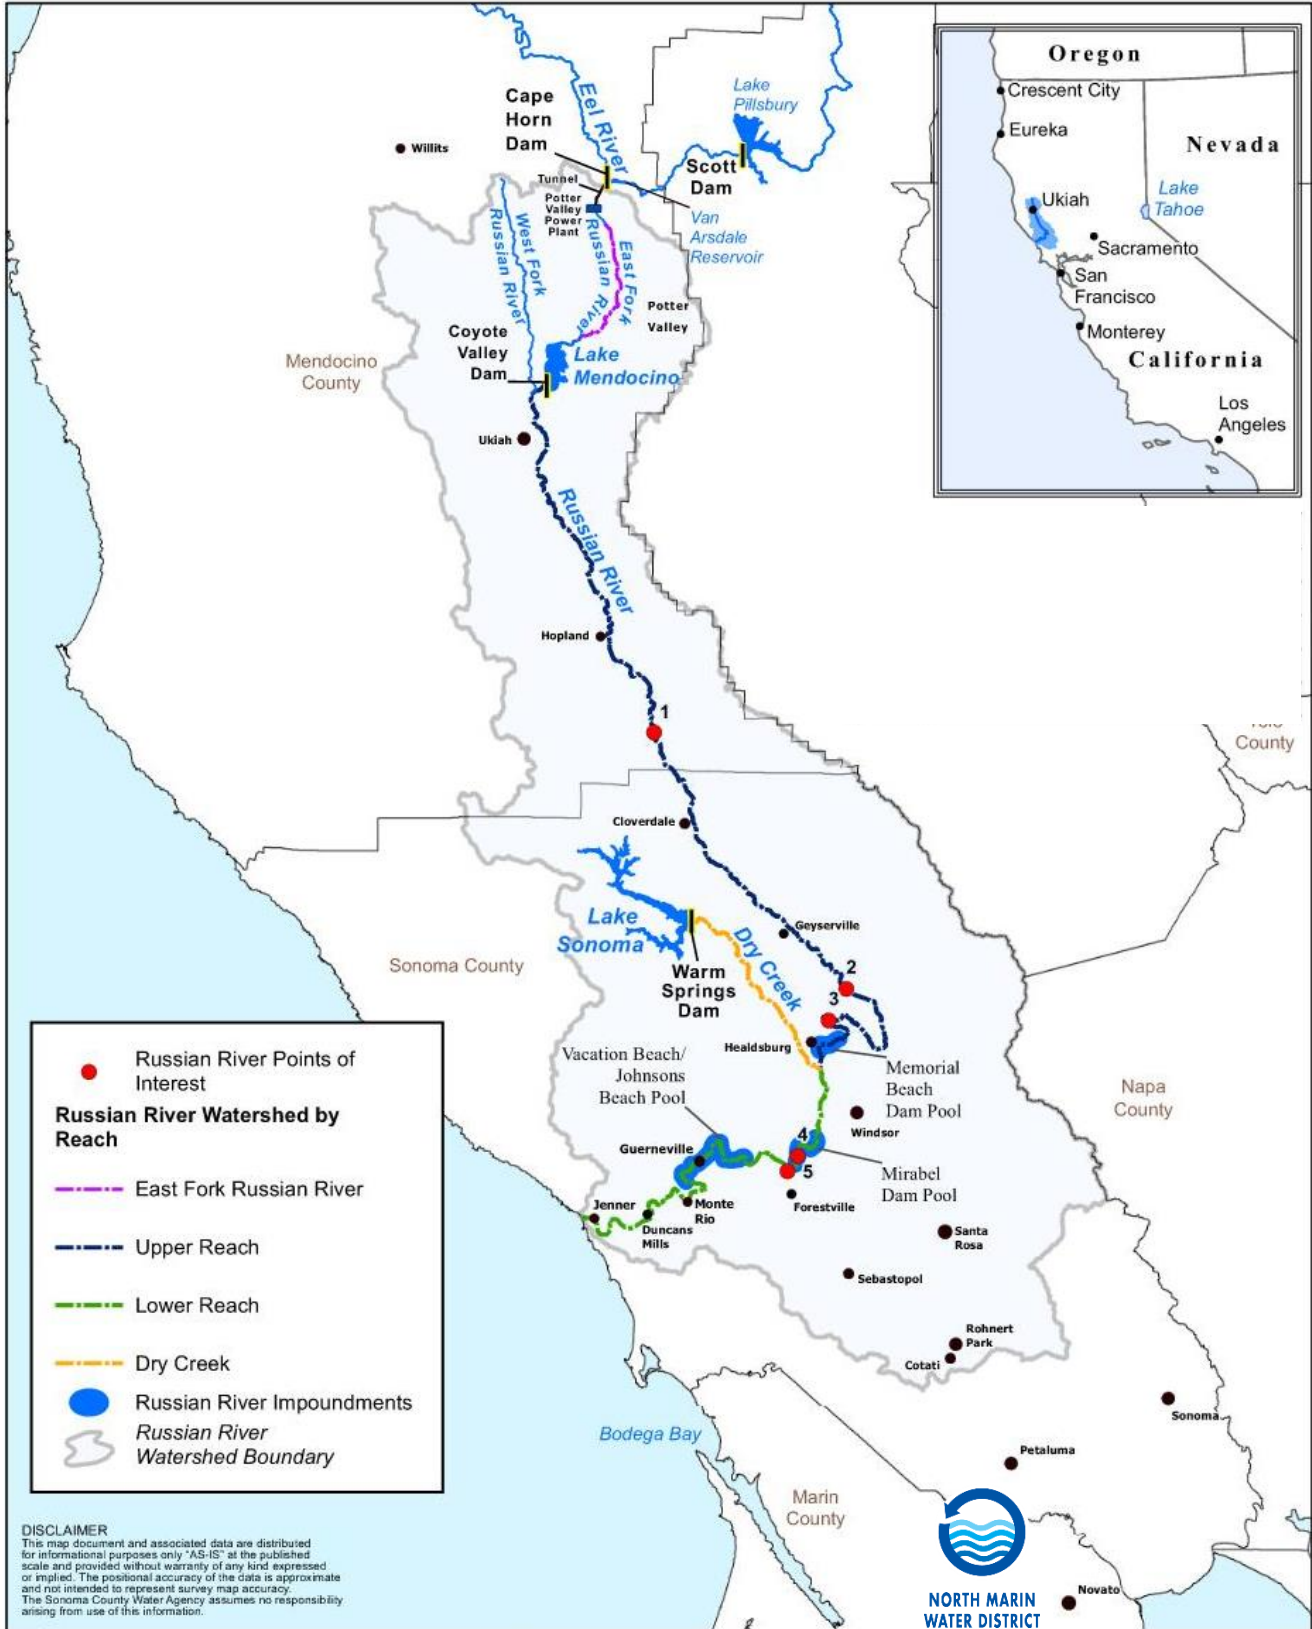 Cape
Horn
Dam
Eel River
Lake
Pillsbury
Willits
Scott
Dam
Tunnel
Potter
Valley
Power
Plant
Van
Arsdale
Reservoir
West Fork
Russian River
East Fork
Russian River
Potter
Valley
Coyote
Valley
Dam
Lake
Mendocino
Mendocino
County
Ukiah
Russian River
Hopland
1
Cloverdale
Lake
Sonoma
Sonoma County
Dry Creek
Geyserville
Warm
Springs
Dam
2
3
Healdsburg
Memorial
Beach
Dam Pool
Vacation Beach/
Johnsons
Beach Pool
Windsor
Guerneville
4
5
Mirabel
Dam Pool
Forestville
Jenner
Monte
Rio
Duncans
Mills
Santa
Rosa
Sebastopol
Rohnert
Park
Cotati
Sonoma
Petaluma
Novato
Bodega Bay
Marin
County
Napa
County
County
Oregon
Crescent City
Eureka
Nevada
Ukiah
Lake
Tahoe
Sacramento
San
Francisco
Monterey
California
Los
Angeles
Russian River Points of
Interest
Russian River Watershed by
Reach
East Fork Russian River
Upper Reach
Lower Reach
Dry Creek
Russian River Impoundments
Russian River
Watershed Boundary
DISCLAIMER
This map document and associated data are distributed
for informational purposes only "AS-IS" at the published
scale and provided without warranty of any kind expressed
or implied. The positional accuracy of the data is approximate
and not intended to represent survey map accuracy.
The Sonoma County Water Agency assumes no responsibility
arising from use of this information.
NORTH MARIN
WATER DISTRICT